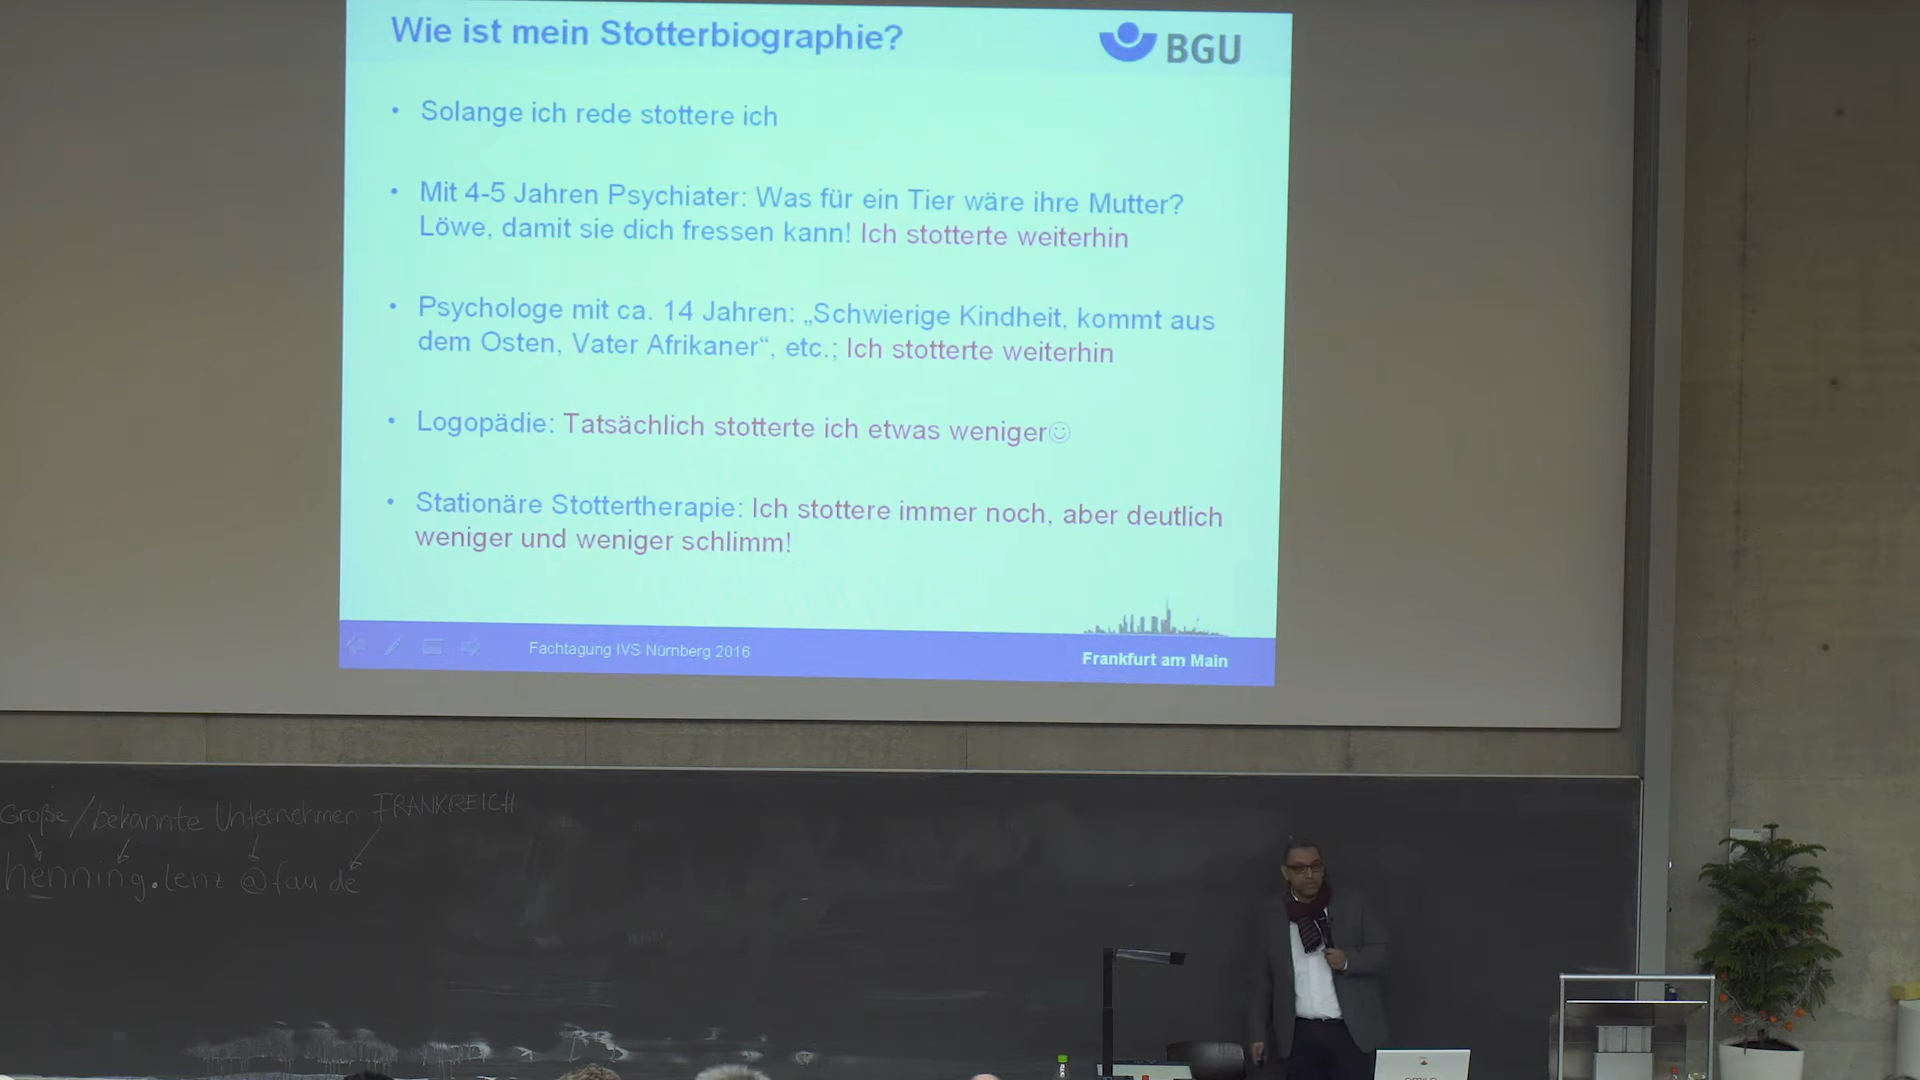 Wie ist mein Stotterbiographie?
BGU
• Solange ich rede stottere ich
• Mit 4-5 Jahren Psychiater: Was für ein Tier wäre ihre Mutter?
Löwe, damit sie dich fressen kann! Ich stotterte weiterhin
• Psychologe mit ca. 14 Jahren: „Schwierige Kindheit, kommt aus
dem Osten, Vater Afrikaner“, etc.; Ich stotterte weiterhin
• Logopädie: Tatsächlich stotterte ich etwas weniger☺
• Stationäre Stottertherapie: Ich stottere immer noch, aber deutlich
weniger und weniger schlimm!
Fachtagung IVS Nürnberg 2016
Frankfurt am Main
Große/bekannte Unternehmer FRANKREICH
henning.lenz @fau de